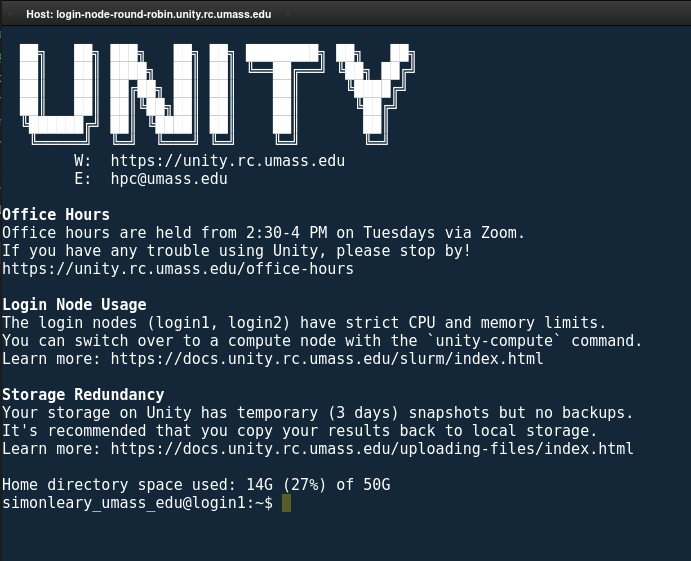 Host: login-node-round-robin.unity.rc.umass.edu
UNITY
W: https://unity.rc.umass.edu
E: hpc@umass.edu
Office Hours
Office hours are held from 2:30-4 PM on Tuesdays via Zoom.
If you have any trouble using Unity, please stop by!
https://unity.rc.umass.edu/office-hours
Login Node Usage
The login nodes (login1, login2) have strict CPU and memory limits.
You can switch over to a compute node with the `unity-compute` command.
Learn more: https://docs.unity.rc.umass.edu/slurm/index.html
Storage Redundancy
Your storage on Unity has temporary (3 days) snapshots but no backups.
It's recommended that you copy your results back to local storage.
Learn more: https://docs.unity.rc.umass.edu/uploading-files/index.html
Home directory space used: 14G (27%) of 50G
simonleary_umass_edu@login1:~$